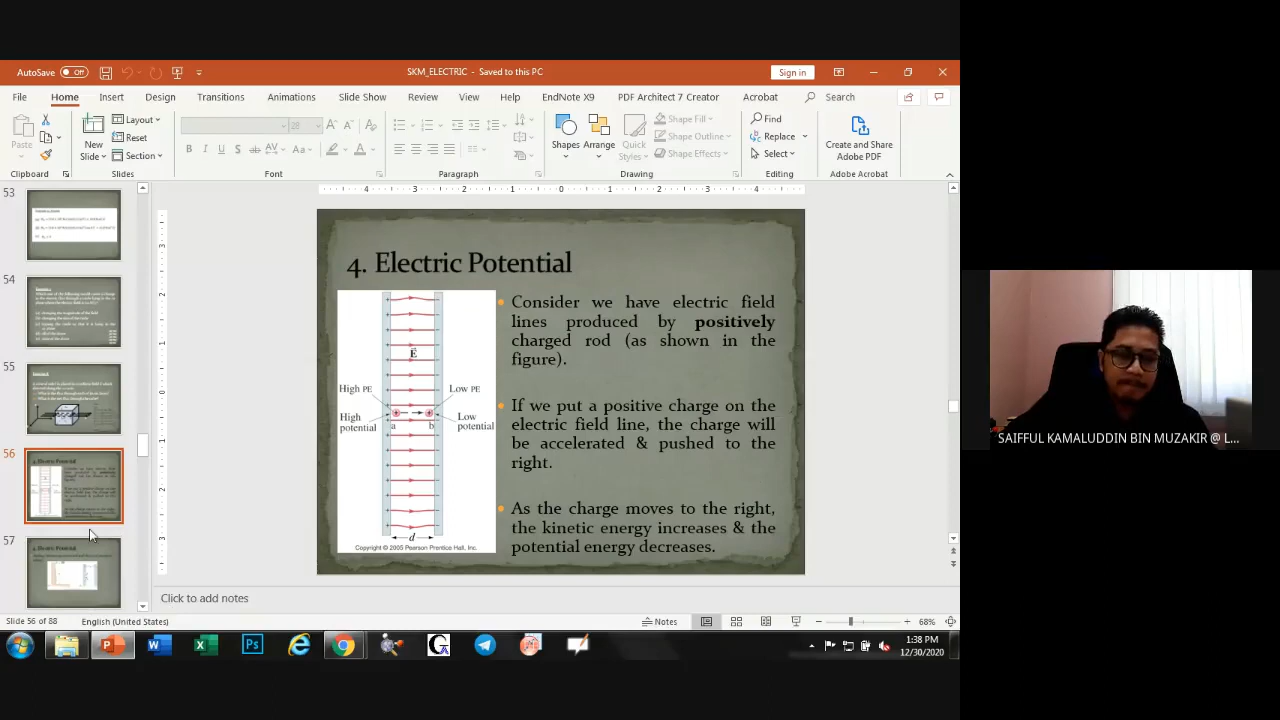 AutoSave Off
SKM_ELECTRIC - Saved to this PC
Sign in
File Home Insert Design Transitions Animations Slide Show Review View Help EndNote X9 PDF Architect 7 Creator Acrobat Search
Paste
New
Slide
Layout
Reset
Section
28
Shapes
Arrange
Quick
Styles
Shape Fill
Shape Outline
Shape Effects
Find
Replace
Select
Create and Share
Adobe PDF
Clipboard Slides Font Paragraph Drawing Editing Adobe Acrobat
53
54
55
56
57
4. Electric Potential
E
High PE
Low PE
High
potential
Low
potential
a
b
d
Copyright © 2005 Pearson Prentice Hall, Inc.
• Consider we have electric field
lines produced by positively
charged rod (as shown in the
figure).
• If we put a positive charge on the
electric field line, the charge will
be accelerated & pushed to the
right.
• As the charge moves to the right,
the kinetic energy increases & the
potential energy decreases.
Click to add notes
Slide 56 of 88 English (United States) Notes 68%
1:38 PM
12/30/2020
SAIFFUL KAMALUDDIN BIN MUZAKIR @ L...